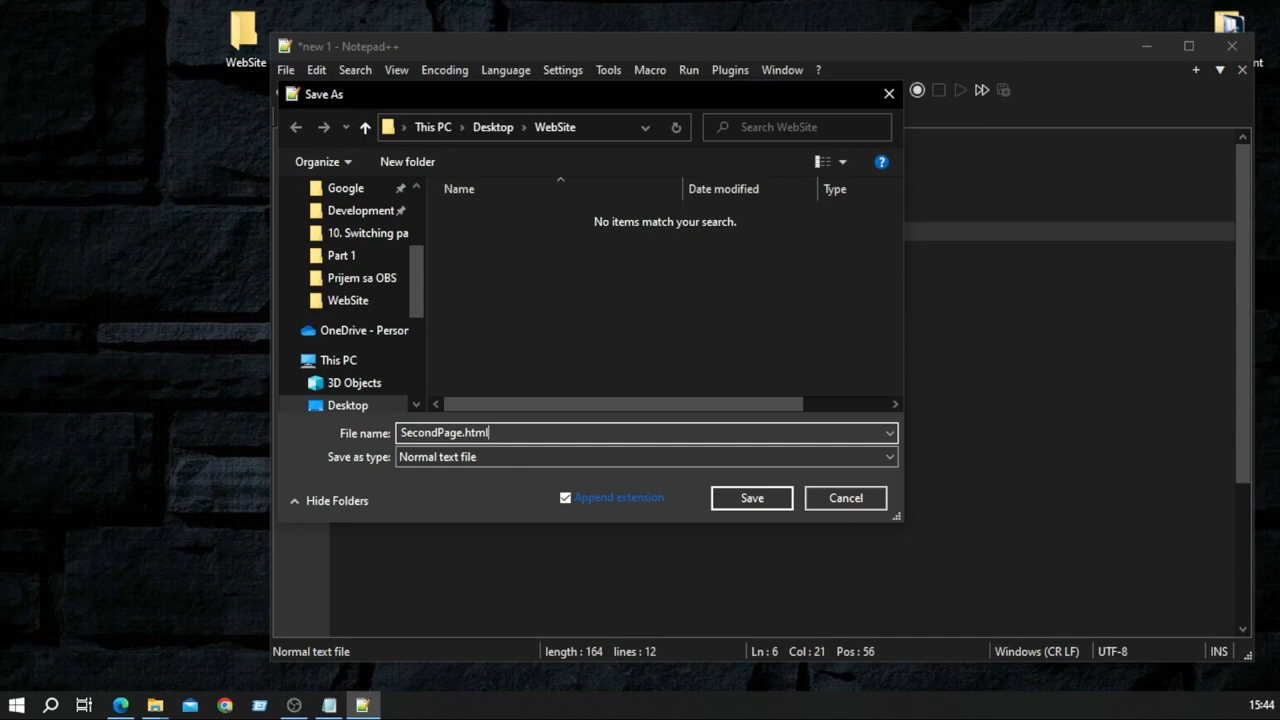 WebSite
*new 1 - Notepad++
File Edit Search View Encoding Language Settings Tools Macro Run Plugins Window ?
Save As
This PC > Desktop > WebSite
Search WebSite
Organize
New folder
Name
Date modified
Type
No items match your search.
Google
Development
10. Switching pa
Part 1
Prijem sa OBS
WebSite
OneDrive - Person
This PC
3D Objects
Desktop
File name: SecondPage.html
Save as type: Normal text file
Hide Folders
Append extension
Save
Cancel
Normal text file
length : 164 lines : 12
Ln : 6 Col : 21 Pos : 56
Windows (CR LF)
UTF-8
INS
15:44